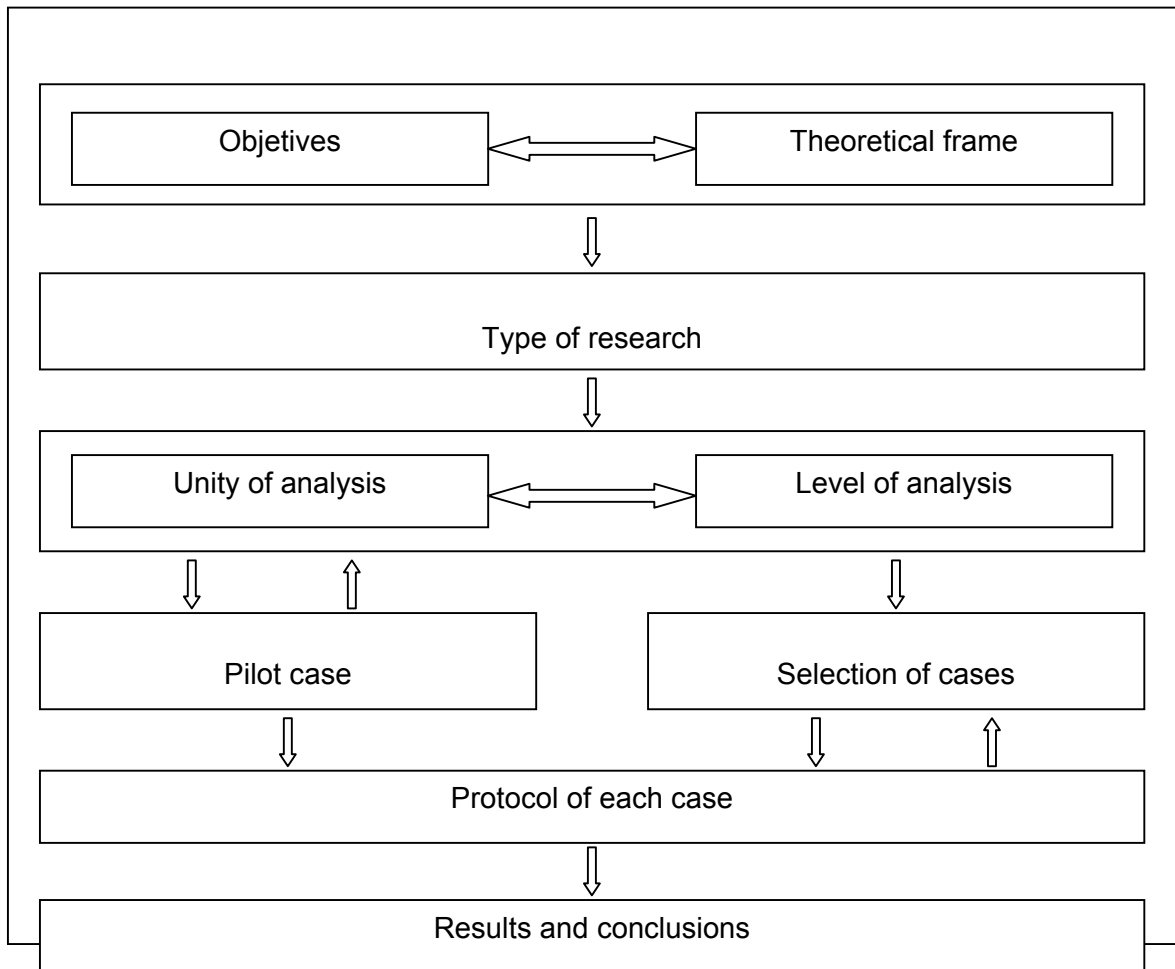 Objetives
Theoretical frame
Type of research
Unity of analysis
Level of analysis
Pilot case
Selection of cases
Protocol of each case
Results and conclusions